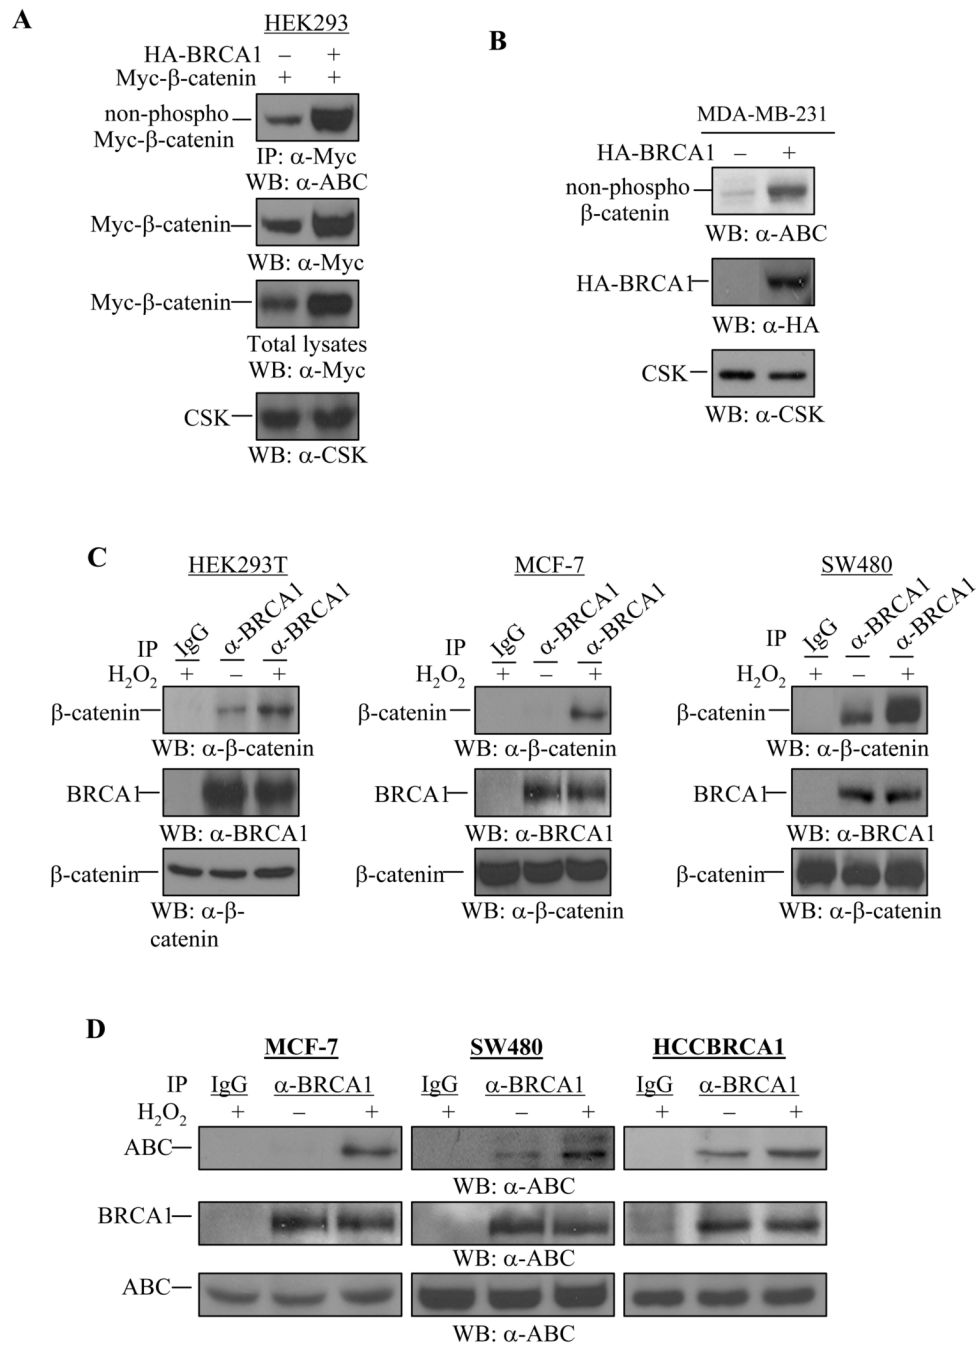 A
HEK293
HA-BRCA1 – +
Myc-β-catenin + +
non-phospho
Myc-β-catenin
IP: α-Myc
WB: α-ABC
Myc-β-catenin
WB: α-Myc
Myc-β-catenin
Total lysates
WB: α-Myc
CSK
WB: α-CSK
B
MDA-MB-231
HA-BRCA1 – +
non-phospho
β-catenin
WB: α-ABC
HA-BRCA1
WB: α-HA
CSK
WB: α-CSK
C
HEK293T
IP IgG α-BRCA1 α-BRCA1
H₂O₂ + – +
β-catenin
WB: α-β-catenin
BRCA1
WB: α-BRCA1
β-catenin
WB: α-β-
catenin
MCF-7
IP IgG α-BRCA1 α-BRCA1
H₂O₂ + – +
β-catenin
WB: α-β-catenin
BRCA1
WB: α-BRCA1
β-catenin
WB: α-β-catenin
SW480
IP IgG α-BRCA1 α-BRCA1
H₂O₂ + – +
β-catenin
WB: α-β-catenin
BRCA1
WB: α-BRCA1
β-catenin
WB: α-β-catenin
D
MCF-7 SW480 HCCBRCA1
IP IgG α-BRCA1 IgG α-BRCA1 IgG α-BRCA1
H₂O₂ + – + + – + + – +
ABC
WB: α-ABC
BRCA1
WB: α-ABC
ABC
WB: α-ABC